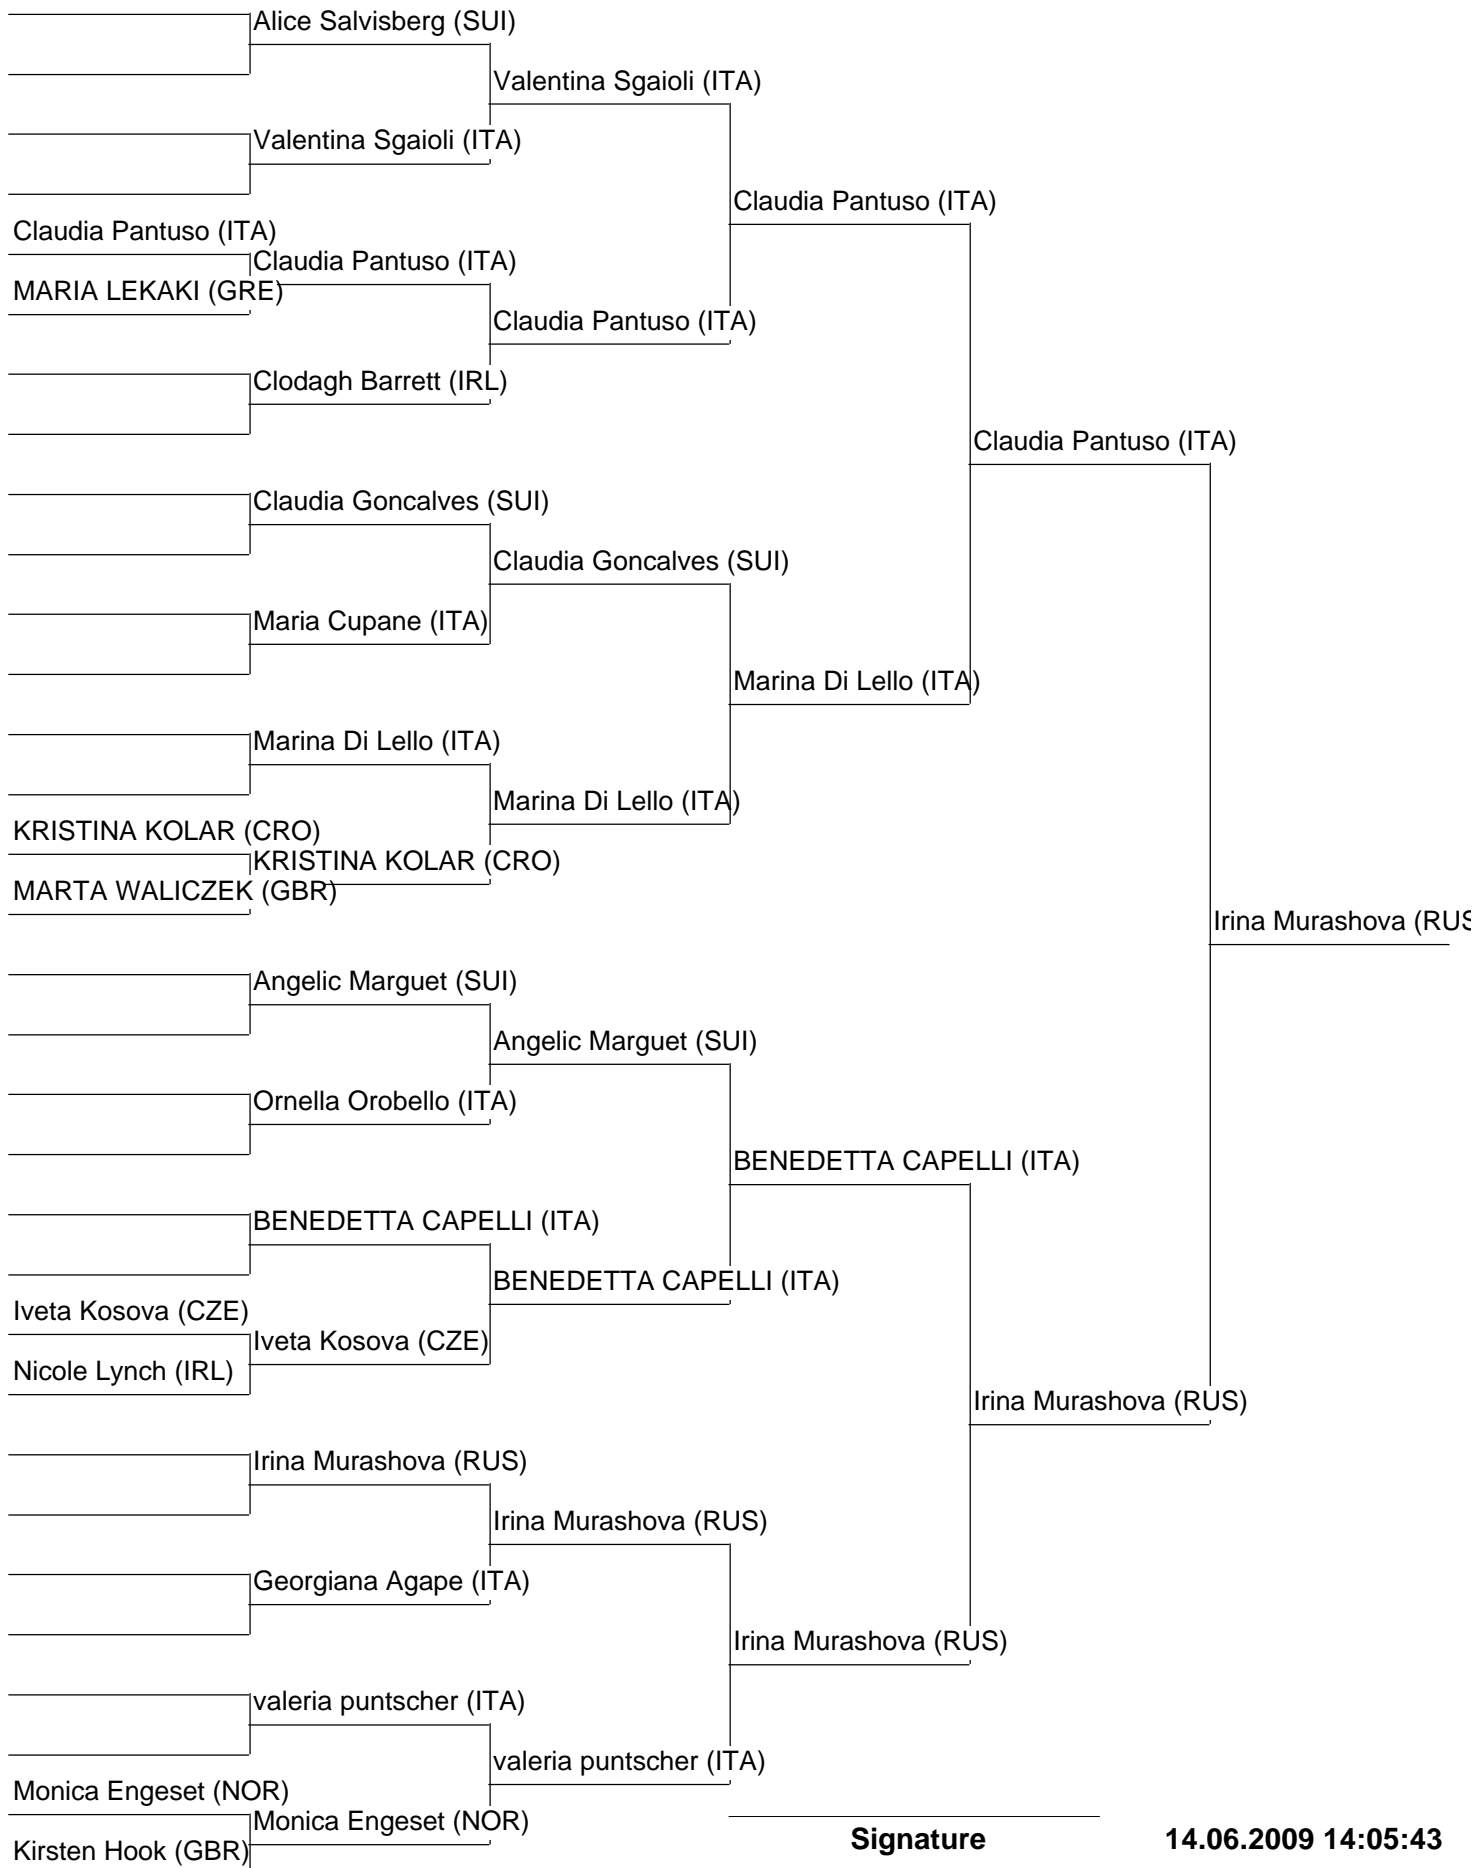 Alice Salvisberg (SUI)
Valentina Sgaioli (ITA)
Valentina Sgaioli (ITA)
Claudia Pantuso (ITA)
Claudia Pantuso (ITA)
Claudia Pantuso (ITA)
MARIA LEKAKI (GRE)
Claudia Pantuso (ITA)
Clodagh Barrett (IRL)
Claudia Pantuso (ITA)
Claudia Goncalves (SUI)
Claudia Goncalves (SUI)
Maria Cupane (ITA)
Marina Di Lello (ITA)
Marina Di Lello (ITA)
Marina Di Lello (ITA)
KRISTINA KOLAR (CRO)
KRISTINA KOLAR (CRO)
MARTA WALICZEK (GBR)
Irina Murashova (RUS
Angelic Marguet (SUI)
Angelic Marguet (SUI)
Ornella Orobello (ITA)
BENEDETTA CAPELLI (ITA)
BENEDETTA CAPELLI (ITA)
BENEDETTA CAPELLI (ITA)
Iveta Kosova (CZE)
Iveta Kosova (CZE)
Nicole Lynch (IRL)
Irina Murashova (RUS)
Irina Murashova (RUS)
Irina Murashova (RUS)
Georgiana Agape (ITA)
Irina Murashova (RUS)
valeria puntscher (ITA)
valeria puntscher (ITA)
Monica Engeset (NOR)
Monica Engeset (NOR)
Kirsten Hook (GBR)
Signature 14.06.2009 14:05:43